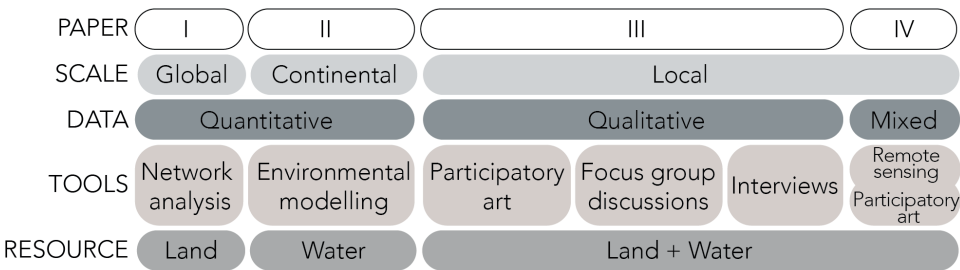 PAPER I II III IV
SCALE Global Continental Local
DATA Quantitative Qualitative Mixed
TOOLS Network analysis Environmental modelling Participatory art Focus group discussions Interviews Remote sensing Participatory art
RESOURCE Land Water Land + Water